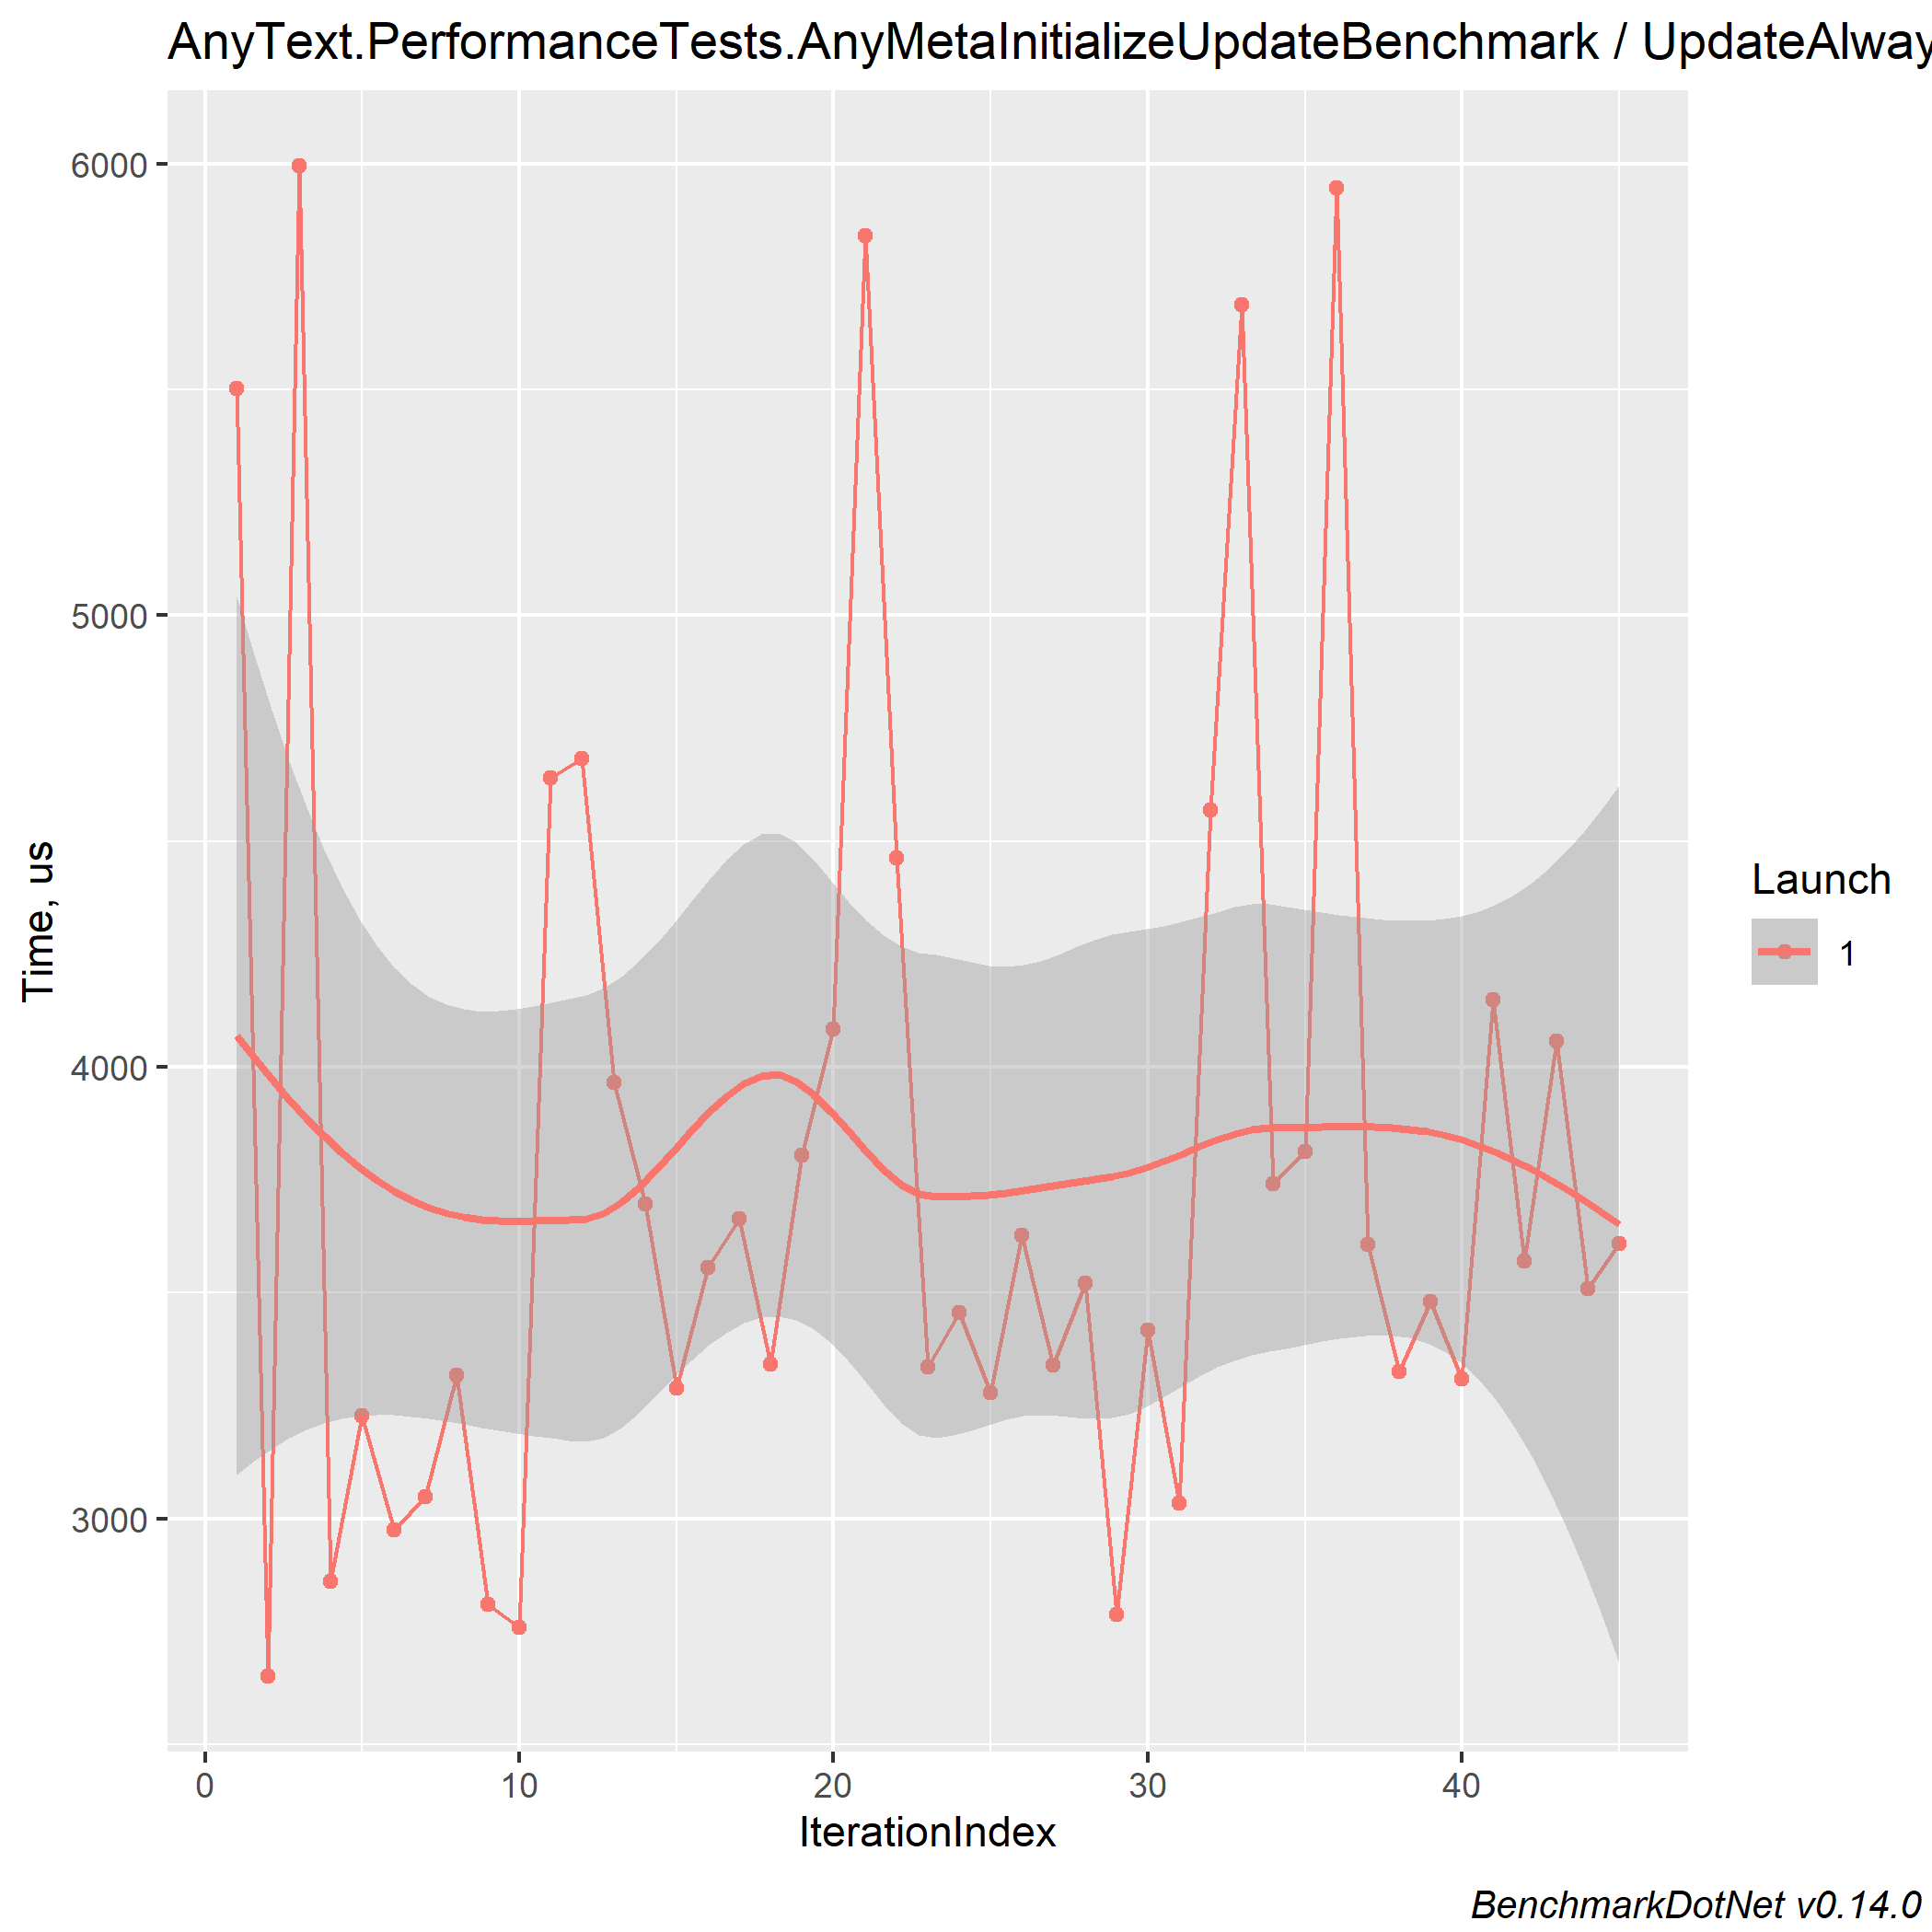 AnyText.PerformanceTests.AnyMetaInitializeUpdateBenchmark / UpdateAlway
6000
5000
4000
3000
Time, us
0 10 20 30 40
IterationIndex
Launch
1
BenchmarkDotNet v0.14.0